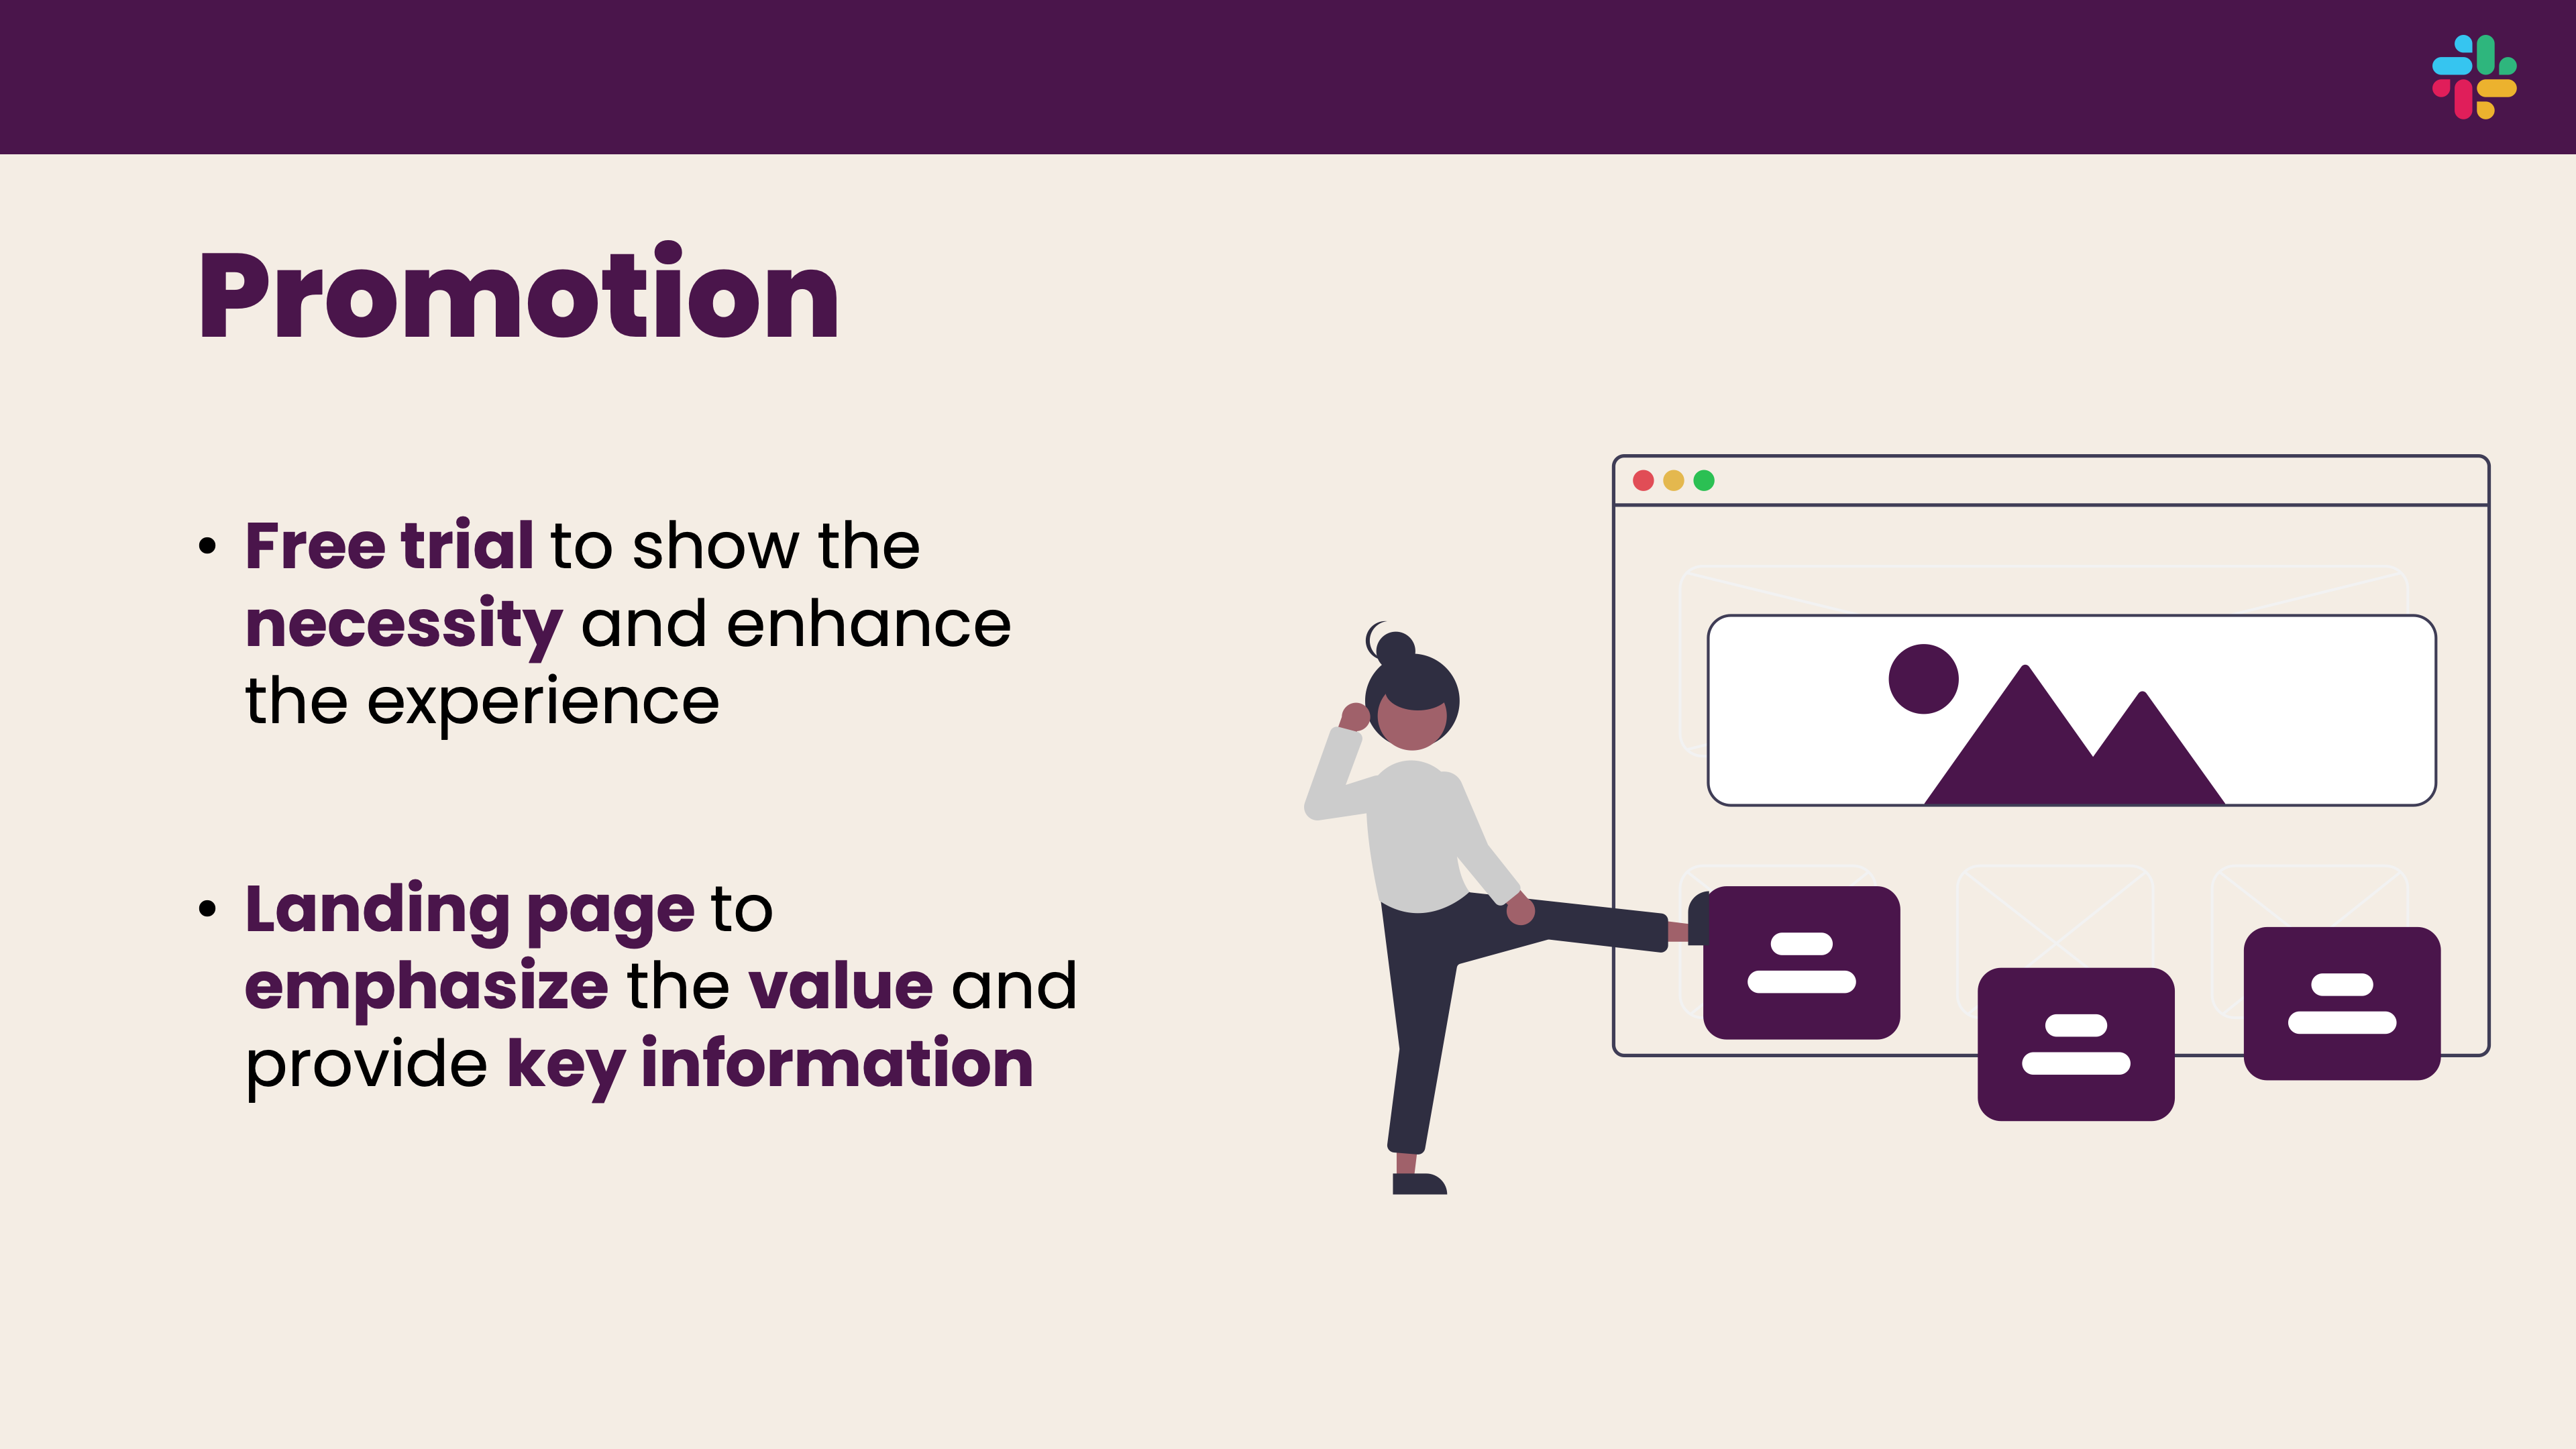 Promotion
• Free trial to show the
necessity and enhance
the experience
• Landing page to
emphasize the value and
provide key information